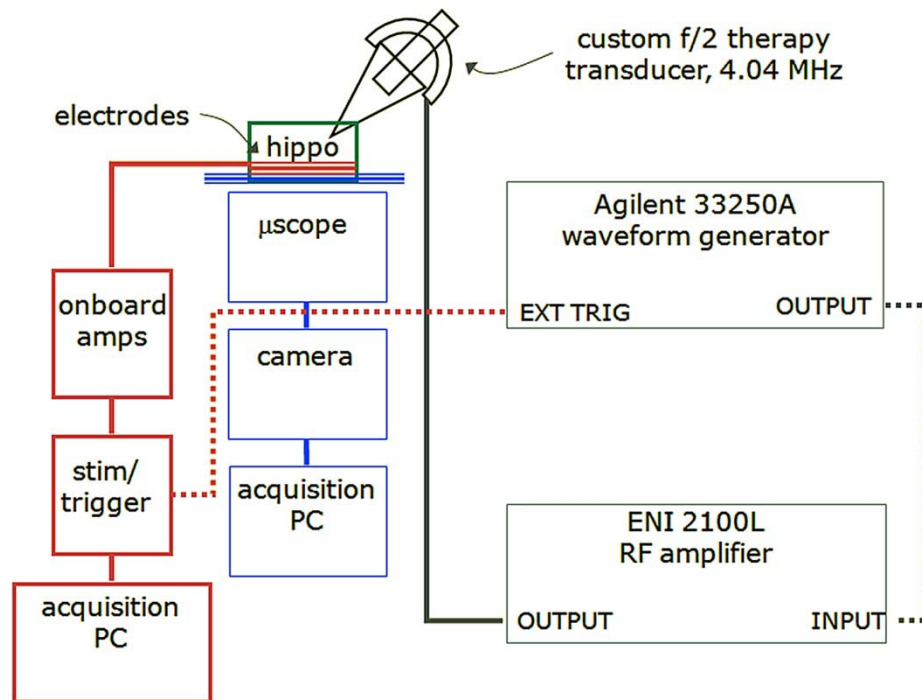 custom f/2 therapy
transducer, 4.04 MHz
electrodes
hippo
μscope
Agilent 33250A
waveform generator
EXT TRIG
OUTPUT
onboard
amps
camera
stim/
trigger
acquisition
PC
ENI 2100L
RF amplifier
OUTPUT
INPUT
acquisition
PC